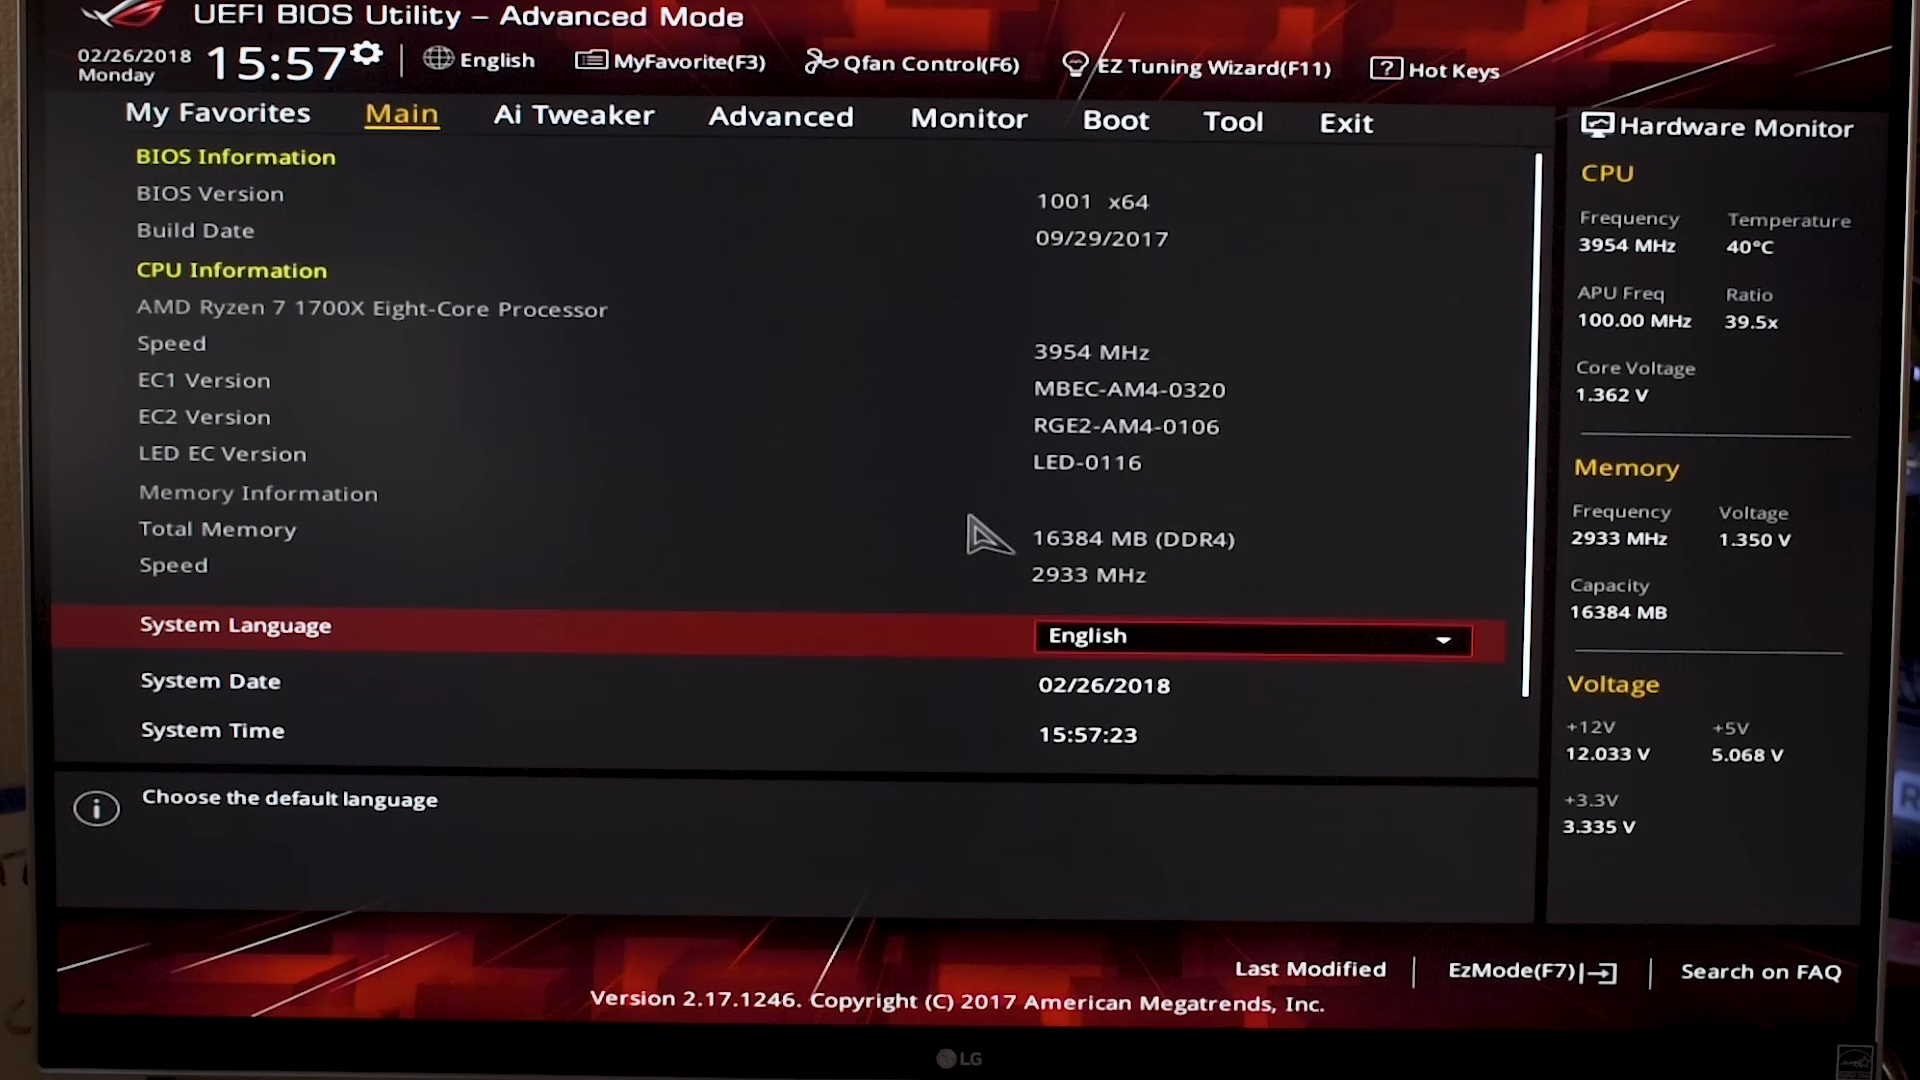 UEFI BIOS Utility – Advanced Mode
02/26/2018
Monday
15:57
English
MyFavorite(F3)
Qfan Control(F6)
EZ Tuning Wizard(F11)
? Hot Keys
My Favorites
Main
Ai Tweaker
Advanced
Monitor
Boot
Tool
Exit
BIOS Information
BIOS Version 1001 x64
Build Date 09/29/2017
CPU Information
AMD Ryzen 7 1700X Eight-Core Processor
Speed 3954 MHz
EC1 Version MBEC-AM4-0320
EC2 Version RGE2-AM4-0106
LED EC Version LED-0116
Memory Information
Total Memory 16384 MB (DDR4)
Speed 2933 MHz
System Language English
System Date 02/26/2018
System Time 15:57:23
i Choose the default language
Hardware Monitor
CPU
Frequency Temperature
3954 MHz 40°C
APU Freq Ratio
100.00 MHz 39.5x
Core Voltage
1.362 V
Memory
Frequency Voltage
2933 MHz 1.350 V
Capacity
16384 MB
Voltage
+12V +5V
12.033 V 5.068 V
+3.3V
3.335 V
Last Modified
EzMode(F7)
Search on FAQ
Version 2.17.1246. Copyright (C) 2017 American Megatrends, Inc.
LG